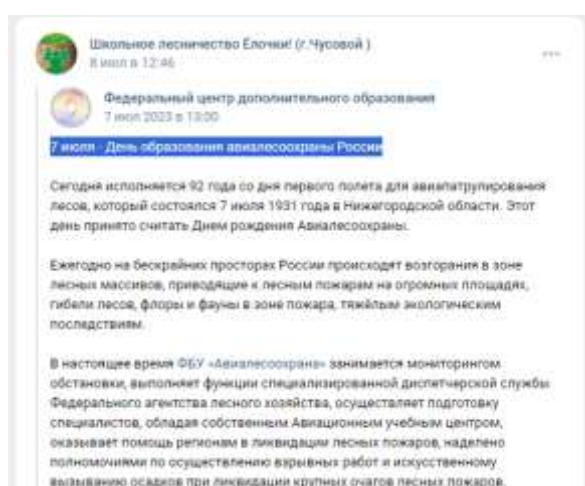 Школьное лесничество Ёлочки! (г.Чусовой )
8 июл в 12:46
Федеральный центр дополнительного образования
7 июл 2023 в 13:00
7 июля - День образования авиалесоохраны России
Сегодня исполняется 92 года со дня первого полета для авиапатрулирования
лесов, который состоялся 7 июля 1931 года в Нижегородской области. Этот
день принято считать Днем рождения Авиалесоохраны.
Ежегодно на бескрайних просторах России происходят возгорания в зоне
лесных массивов, приводящие к лесным пожарам на огромных площадях,
гибели лесов, флоры и фауны в зоне пожара, тяжёлым экологическим
последствиям.
В настоящее время ФБУ «Авиалесоохрана» занимается мониторингом
обстановки, выполняет функции специализированной диспетчерской службы
Федерального агентства лесного хозяйства, осуществляет подготовку
специалистов, обладая собственным Авиационным учебным центром,
оказывает помощь регионам в ликвидации лесных пожаров, наделено
полномочиями по осуществлению взрывных работ и искусственному
вызыванию осадков при ликвидации крупных очагов лесных пожаров.